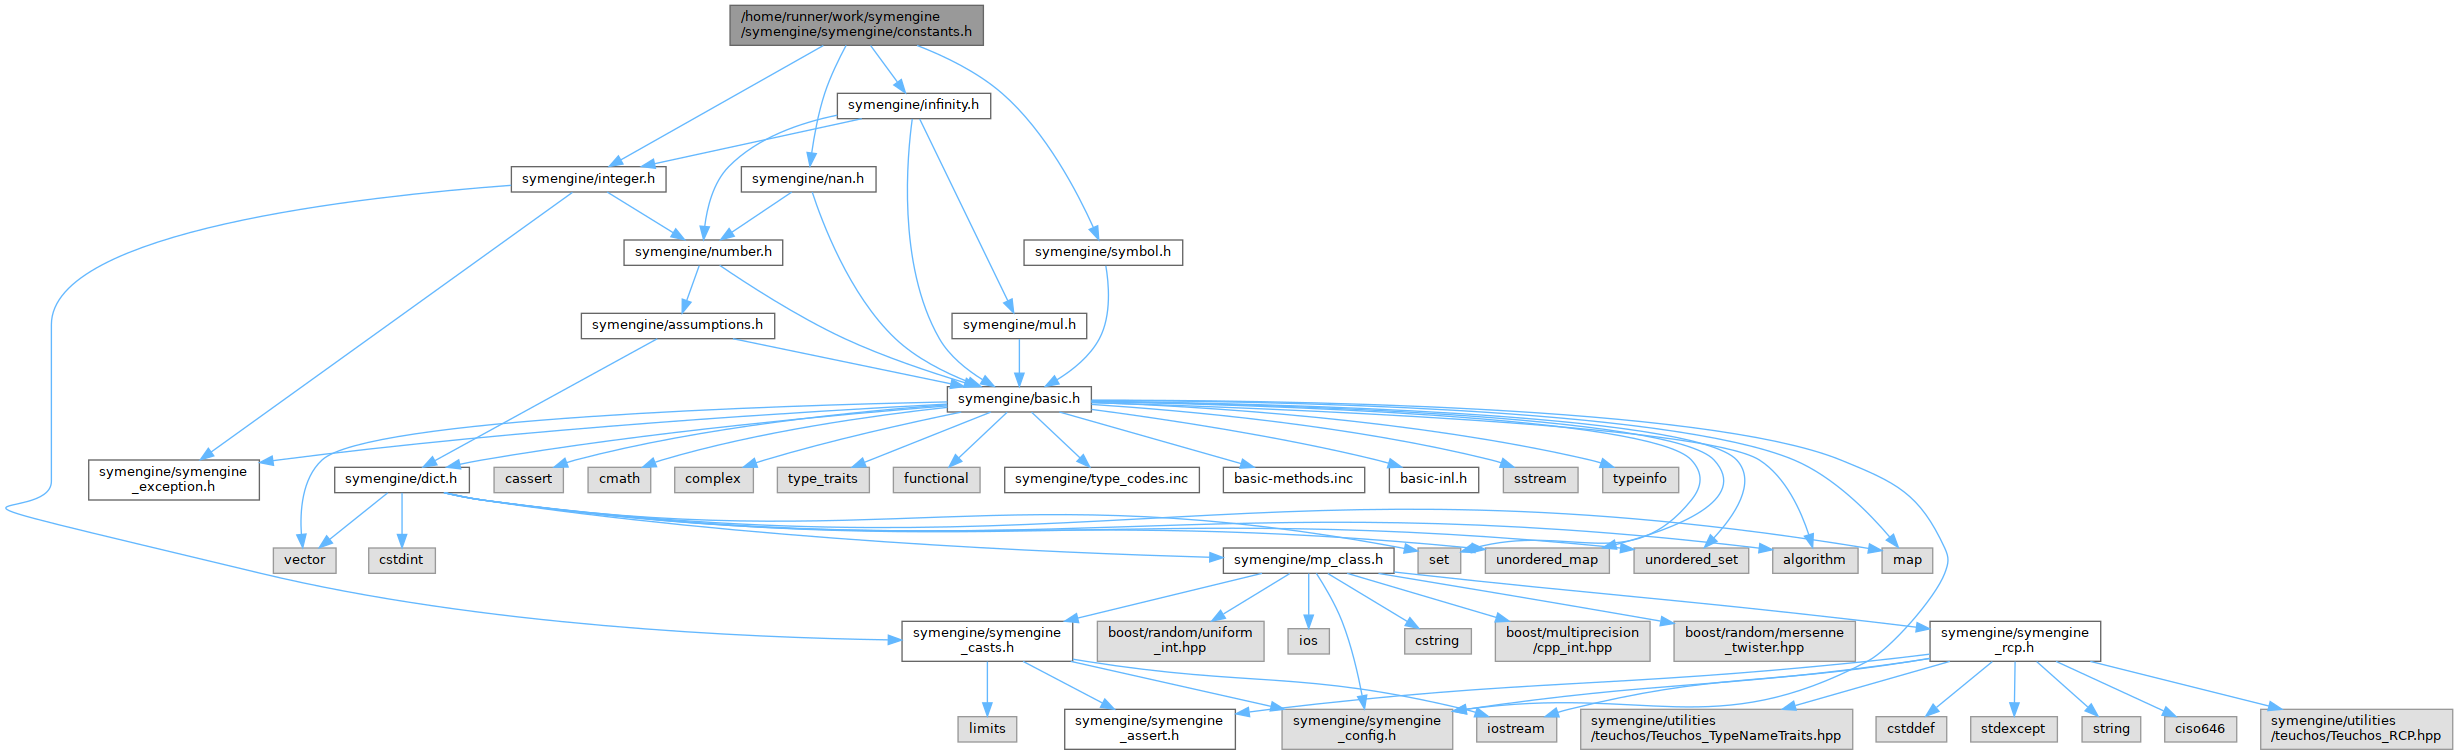 /home/runner/work/symengine
/symengine/symengine/constants.h
symengine/infinity.h
symengine/integer.h
symengine/nan.h
symengine/number.h
symengine/symbol.h
symengine/assumptions.h
symengine/mul.h
symengine/basic.h
symengine/symengine
_exception.h
symengine/dict.h
cassert
cmath
complex
type_traits
functional
symengine/type_codes.inc
basic-methods.inc
basic-inl.h
sstream
typeinfo
vector
cstdint
symengine/mp_class.h
set
unordered_map
unordered_set
algorithm
map
symengine/symengine
_casts.h
boost/random/uniform
_int.hpp
ios
cstring
boost/multiprecision
/cpp_int.hpp
boost/random/mersenne
_twister.hpp
symengine/symengine
_rcp.h
limits
symengine/symengine
_assert.h
symengine/symengine
_config.h
iostream
symengine/utilities
/teuchos/Teuchos_TypeNameTraits.hpp
cstddef
stdexcept
string
ciso646
symengine/utilities
/teuchos/Teuchos_RCP.hpp